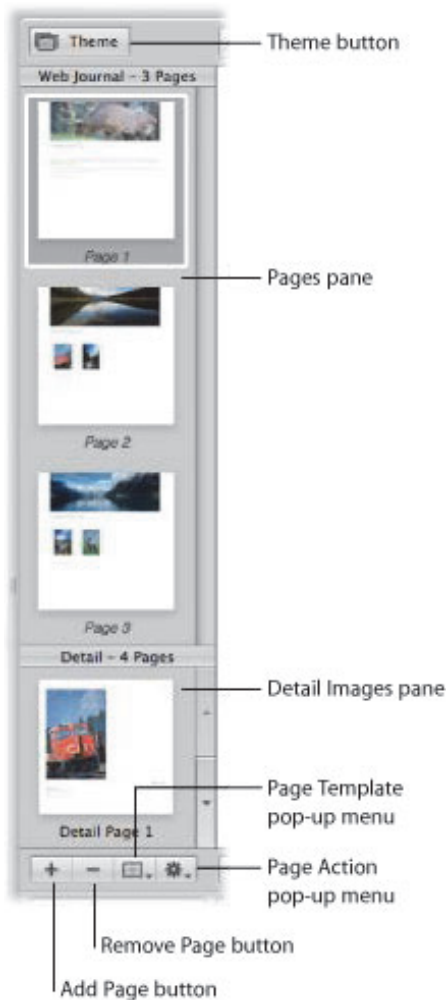 Theme
Theme button
Web Journal – 3 Pages
Page 1
Pages pane
Page 2
Page 3
Detail – 4 Pages
Detail Images pane
Detail Page 1
Page Template
pop-up menu
Page Action
pop-up menu
Remove Page button
Add Page button